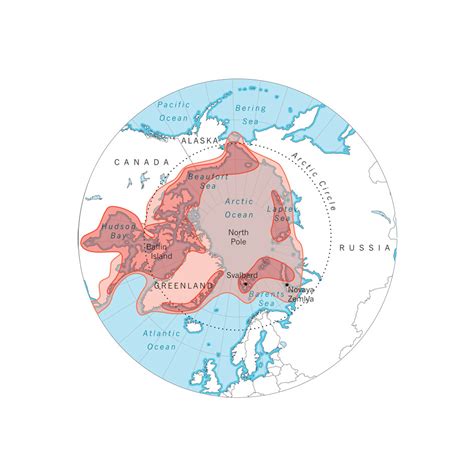 Pacific
Ocean
Bering
Sea
ALASKA
CANADA
Arctic Circle
Beaufort
Sea
Arctic
Ocean
Laptev
Sea
Hudson
Bay
Baffin
Island
North
Pole
RUSSIA
Svalbard
GREENLAND
Novaya
Zemlya
Barents
Sea
Atlantic
Ocean